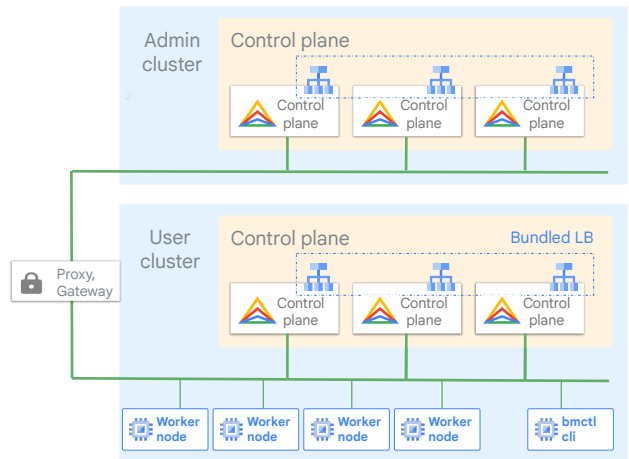 Admin
cluster
Control plane
Control
plane
Control
plane
Control
plane
User
cluster
Control plane
Bundled LB
Proxy,
Gateway
Control
plane
Control
plane
Control
plane
Worker
node
Worker
node
Worker
node
Worker
node
bmctl
cli